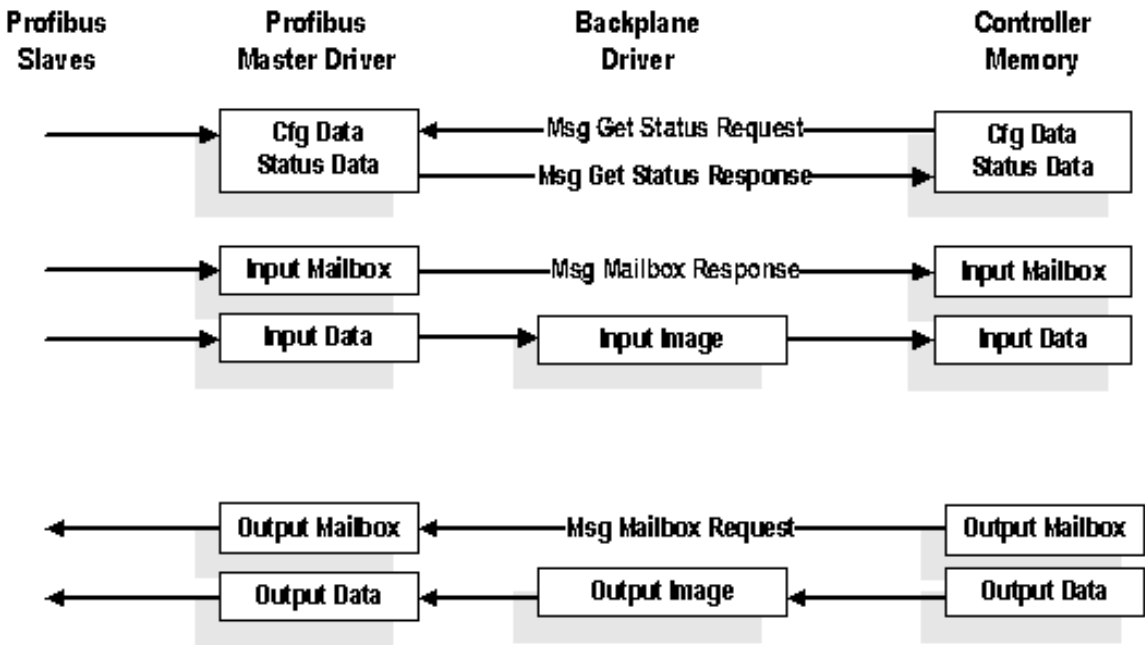 Profibus
Slaves
Profibus
Master Driver
Backplane
Driver
Controller
Memory
Cfg Data
Status Data
Msg Get Status Request
Msg Get Status Response
Cfg Data
Status Data
Input Mailbox
Msg Mailbox Response
Input Mailbox
Input Data
Input Image
Input Data
Output Mailbox
Msg Mailbox Request
Output Mailbox
Output Data
Output Image
Output Data